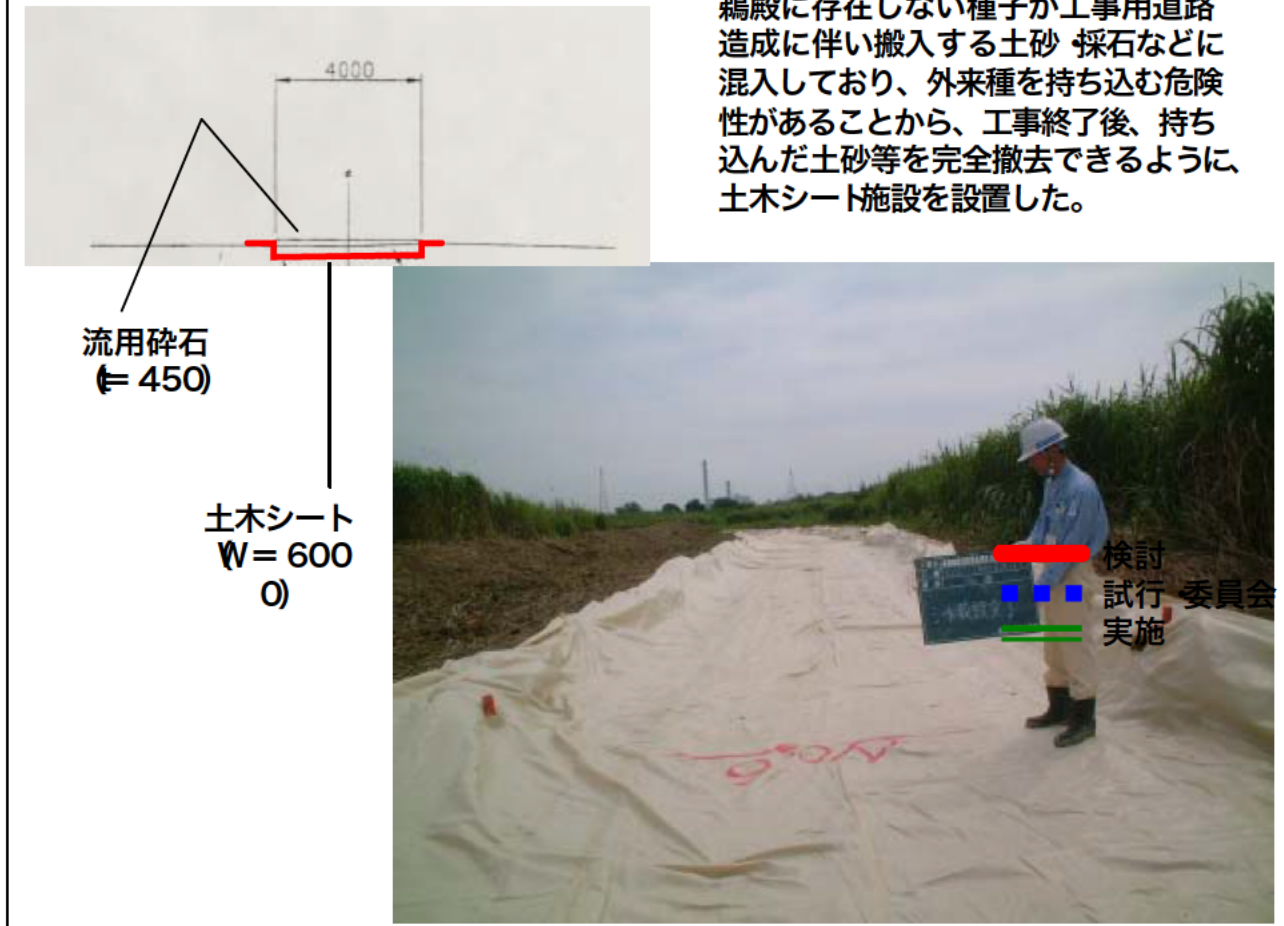 鵜殿に存在しない種子が工事用道路
造成に伴い搬入する土砂・採石などに
混入しており、外来種を持ち込む危険
性があることから、工事終了後、持ち
込んだ土砂等を完全撤去できるように、
土木シート施設を設置した。
4000
流用砕石
(t= 450)
土木シート
(W= 600
0)
検討
試行・委員会
実施
No.9